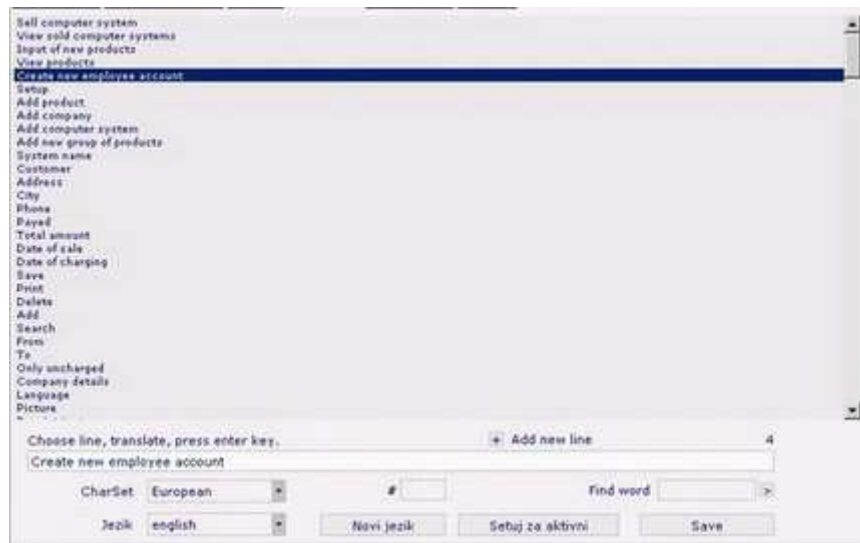 Sell computer system
View sold computer systems
Input of new products
View products
Create new employee account
Setup
Add product
Add company
Add computer system
Add new group of products
System name
Customer
Address
City
Phone
Payed
Total amount
Date of sale
Date of charging
Save
Print
Delete
Add
Search
From
To
Only uncharged
Company details
Language
Picture
Choose line, translate, press enter key.
+ Add new line
4
Create new employee account
CharSet European
#
Find word
>
Jezik english
Novi jezik
Setuj za aktivni
Save